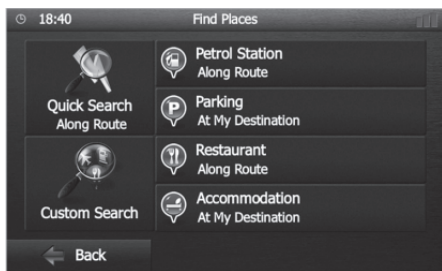 18:40
Find Places
Quick Search
Along Route
Custom Search
Petrol Station
Along Route
P
Parking
At My Destination
Restaurant
Along Route
Accommodation
At My Destination
Back